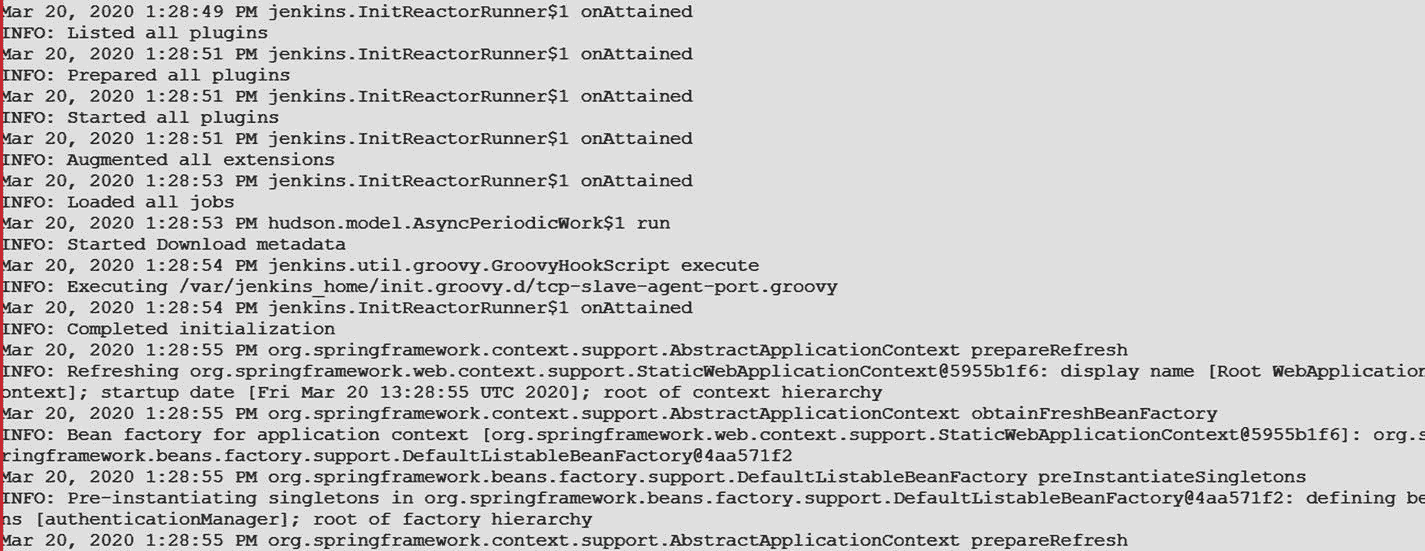 Mar 20, 2020 1:28:49 PM jenkins.InitReactorRunner$1 onAttained
INFO: Listed all plugins
Mar 20, 2020 1:28:51 PM jenkins.InitReactorRunner$1 onAttained
INFO: Prepared all plugins
Mar 20, 2020 1:28:51 PM jenkins.InitReactorRunner$1 onAttained
INFO: Started all plugins
Mar 20, 2020 1:28:51 PM jenkins.InitReactorRunner$1 onAttained
INFO: Augmented all extensions
Mar 20, 2020 1:28:53 PM jenkins.InitReactorRunner$1 onAttained
INFO: Loaded all jobs
Mar 20, 2020 1:28:53 PM hudson.model.AsyncPeriodicWork$1 run
INFO: Started Download metadata
Mar 20, 2020 1:28:54 PM jenkins.util.groovy.GroovyHookScript execute
INFO: Executing /var/jenkins_home/init.groovy.d/tcp-slave-agent-port.groovy
Mar 20, 2020 1:28:54 PM jenkins.InitReactorRunner$1 onAttained
INFO: Completed initialization
Mar 20, 2020 1:28:55 PM org.springframework.context.support.AbstractApplicationContext prepareRefresh
INFO: Refreshing org.springframework.web.context.support.StaticWebApplicationContext@5955b1f6: display name [Root WebApplication
ontext]; startup date [Fri Mar 20 13:28:55 UTC 2020]; root of context hierarchy
Mar 20, 2020 1:28:55 PM org.springframework.context.support.AbstractApplicationContext obtainFreshBeanFactory
INFO: Bean factory for application context [org.springframework.web.context.support.StaticWebApplicationContext@5955b1f6]: org.s
ringframework.beans.factory.support.DefaultListableBeanFactory@4aa571f2
Mar 20, 2020 1:28:55 PM org.springframework.beans.factory.support.DefaultListableBeanFactory preInstantiateSingletons
INFO: Pre-instantiating singletons in org.springframework.beans.factory.support.DefaultListableBeanFactory@4aa571f2: defining be
ns [authenticationManager]; root of factory hierarchy
Mar 20, 2020 1:28:55 PM org.springframework.context.support.AbstractApplicationContext prepareRefresh